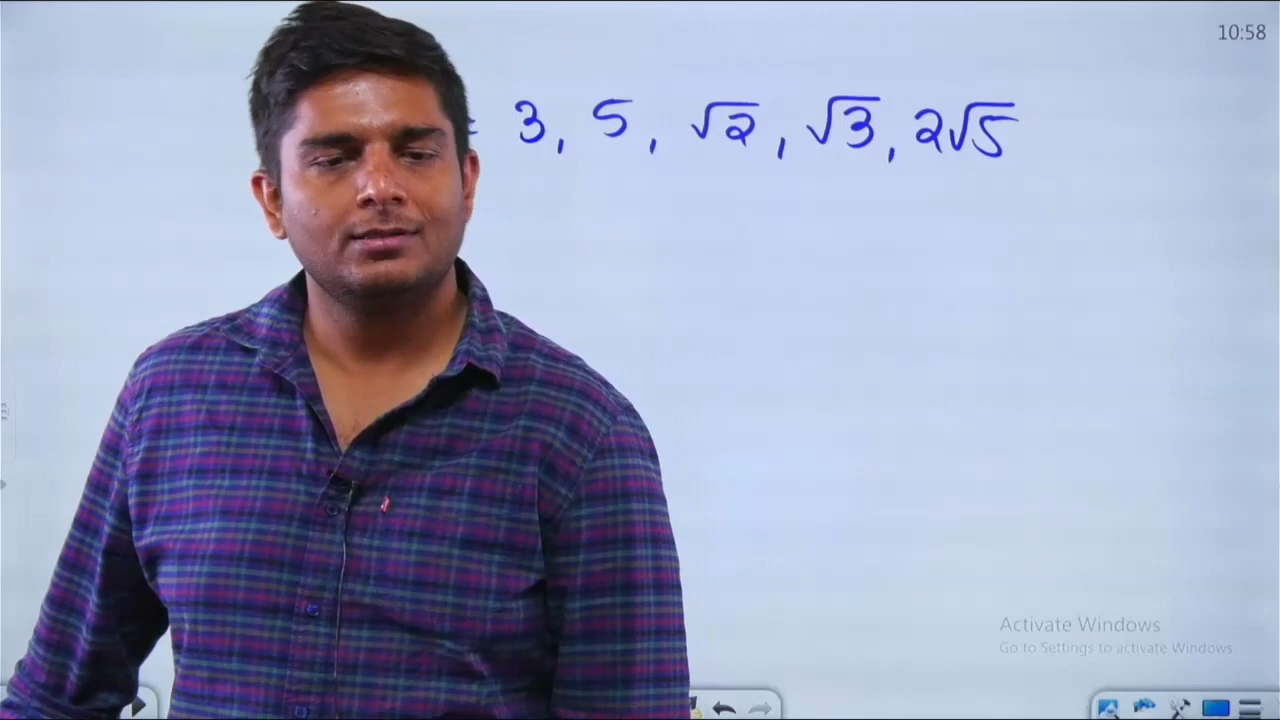 10:58
3, 5, √2, √3, 2√5
Activate Windows
Go to Settings to activate Windows